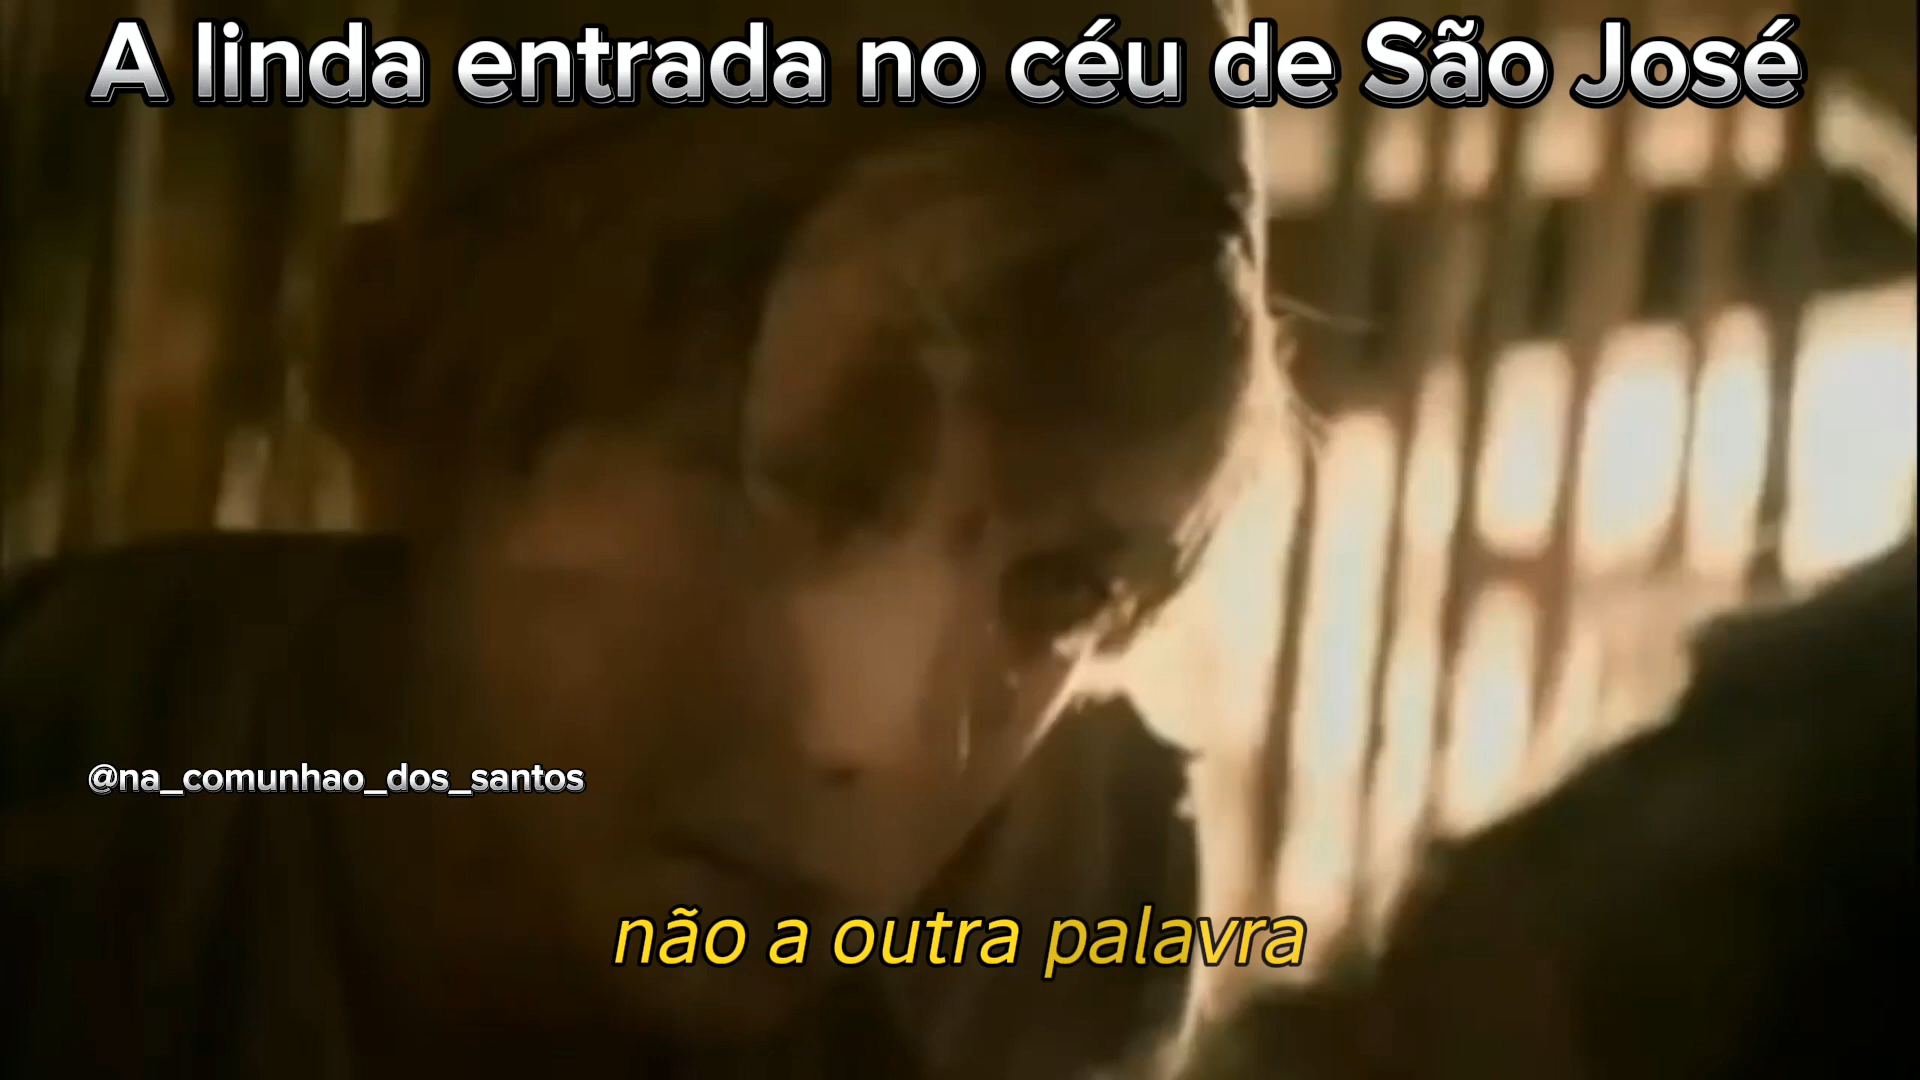 A linda entrada no céu de São José
@na_comunhao_dos_santos
não a outra palavra